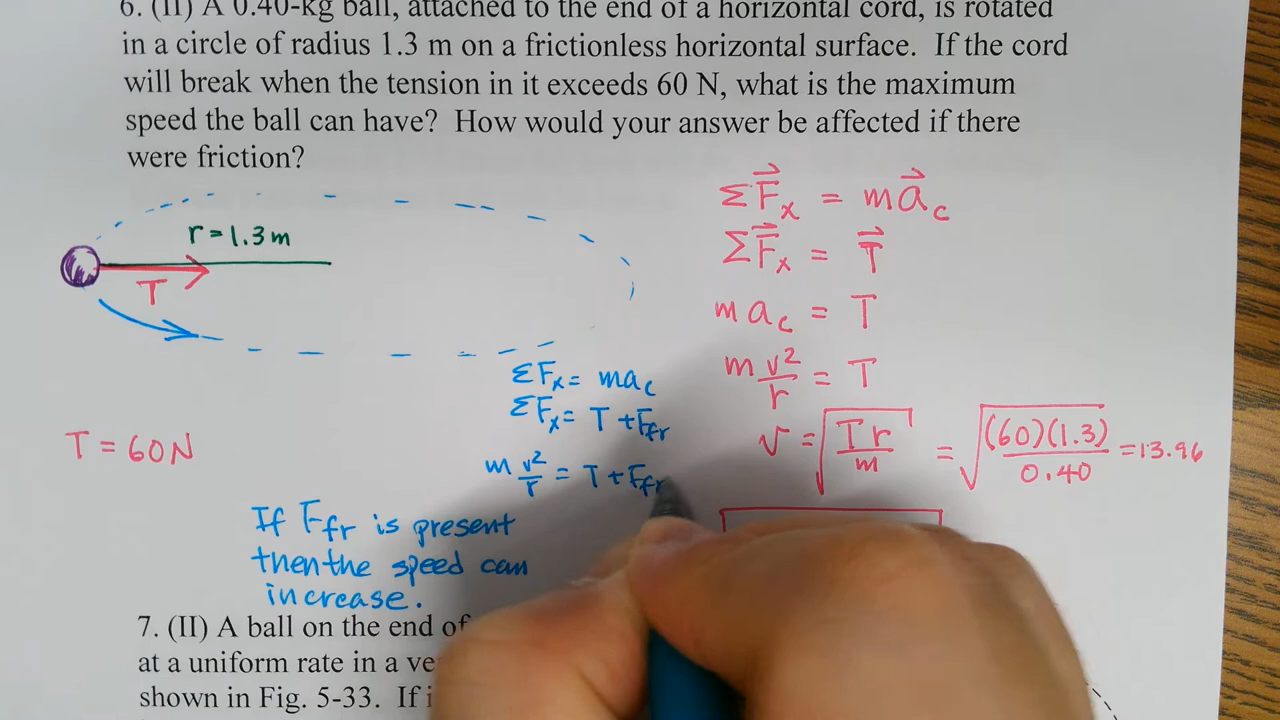 6. (II) A 0.40-kg ball, attached to the end of a horizontal cord, is rotated
in a circle of radius 1.3 m on a frictionless horizontal surface. If the cord
will break when the tension in it exceeds 60 N, what is the maximum
speed the ball can have? How would your answer be affected if there
were friction?
r = 1.3 m
T
T = 60N
ΣF⃗x = ma⃗c
ΣF⃗x = T⃗
mac = T
m v²/r = T
v = √(Tr/m) = √((60)(1.3)/0.40) = 13.96
ΣFx = mac
ΣFx = T + Ffr
m v²/r = T + Ffr
If Ffr is present
then the speed can
increase.
7. (II) A ball on the end of
at a uniform rate in a ve
shown in Fig. 5-33. If i